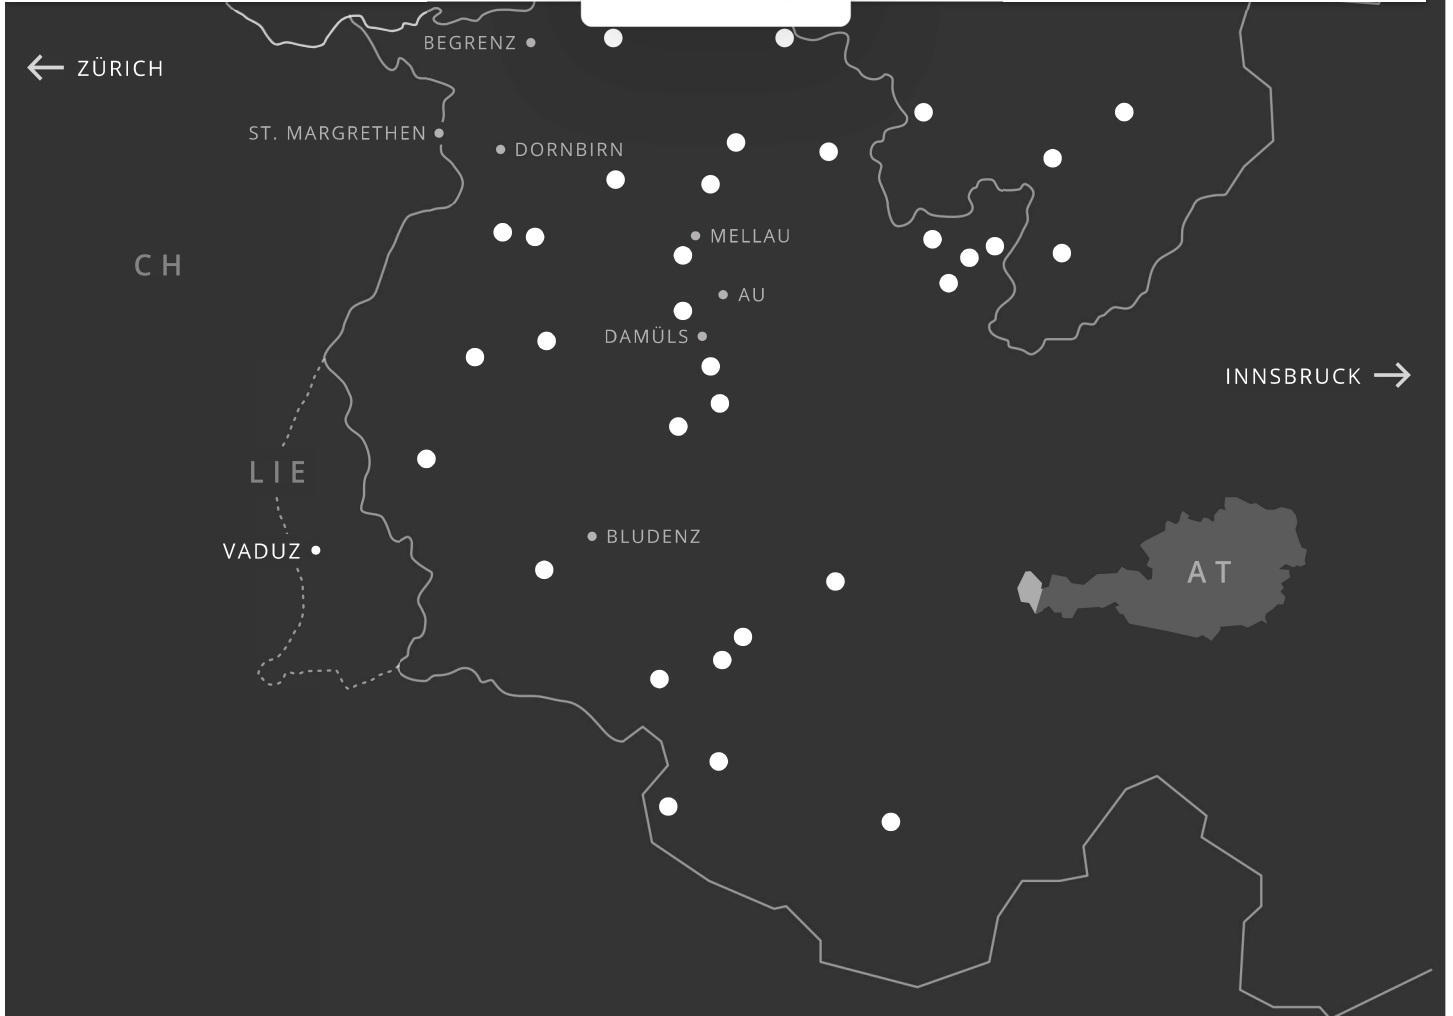 BEGRENZ
ZÜRICH
ST. MARGRETHEN
DORNBIRN
MELLAU
CH
AU
DAMÜLS
INNSBRUCK
LIE
BLUDENZ
VADUZ
AT